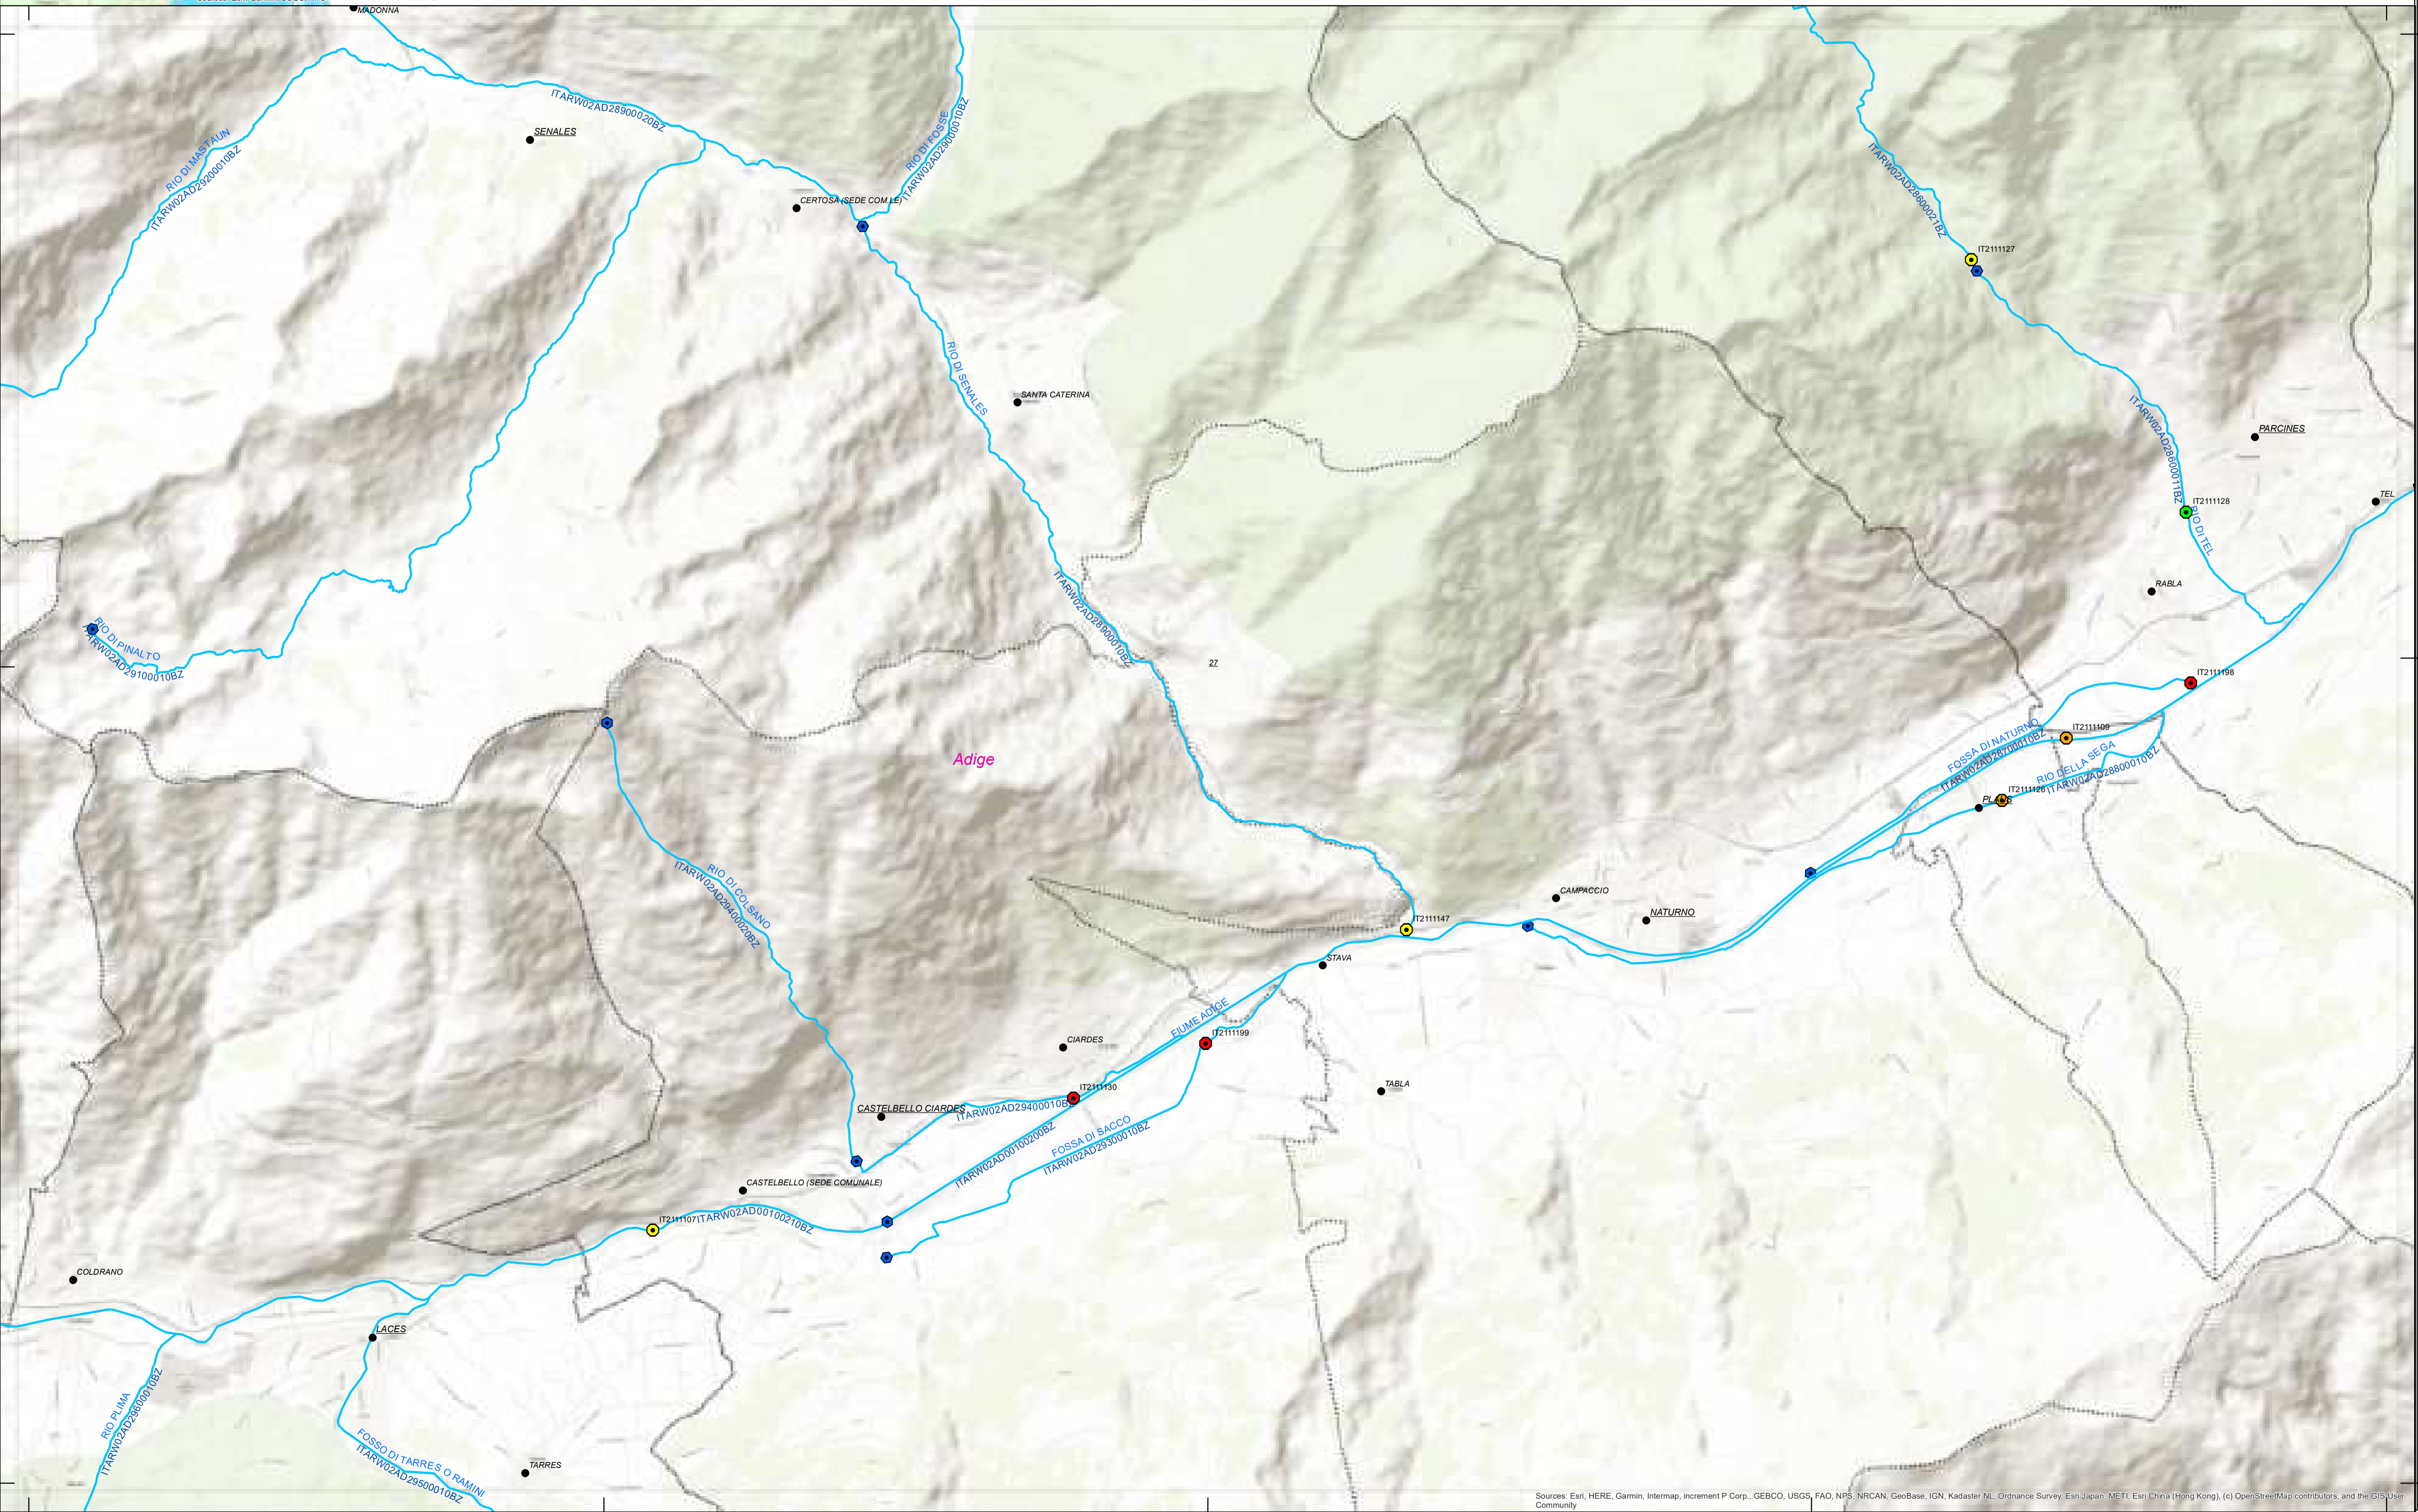 MADONNA
ITARW02AD28900020BZ
SENALES
RIO DI MASTAUN
ITARW02AD29200010BZ
RIO DI FOSSE
ITARW02AD29000010BZ
CERTOSA (SEDE COM.LE)
ITARW02AD28600021BZ
IT2111127
RIO DI SENALES
SANTA CATERINA
ITARW02AD28600011BZ
PARCINES
TEL
IT2111128
RIO DI TEL
RABLA
ITARW02AD28900010BZ
RIO DI PINALTO
ITARW02AD29100010BZ
27
IT2111198
FOSSA DI NATURNO
ITARW02AD28700010BZ
IT2111109
RIO DELLA SEGA
ITARW02AD28800010BZ
Adige
IT2111126
RIO DI COLSANO
ITARW02AD29400020BZ
CAMPACCIO
NATURNO
IT2111147
STAVA
FIUME ADIGE
IT2111199
CIARDES
IT2111130
TABLA
CASTELBELLO CIARDES
ITARW02AD29400010BZ
ITARW02AD00100200BZ
FOSSA DI SACCO
ITARW02AD29300010BZ
CASTELBELLO (SEDE COMUNALE)
IT2111107
ITARW02AD00100210BZ
COLDRANO
LACES
RIO PLIMA
ITARW02AD29600010BZ
FOSSO DI TARRES O RAMINI
ITARW02AD29500010BZ
TARRES
Sources: Esri, HERE, Garmin, Intermap, increment P Corp., GEBCO, USGS, FAO, NPS, NRCAN, GeoBase, IGN, Kadaster NL, Ordnance Survey, Esri Japan, METI, Esri China (Hong Kong), (c) OpenStreetMap contributors, and the GIS User
Community